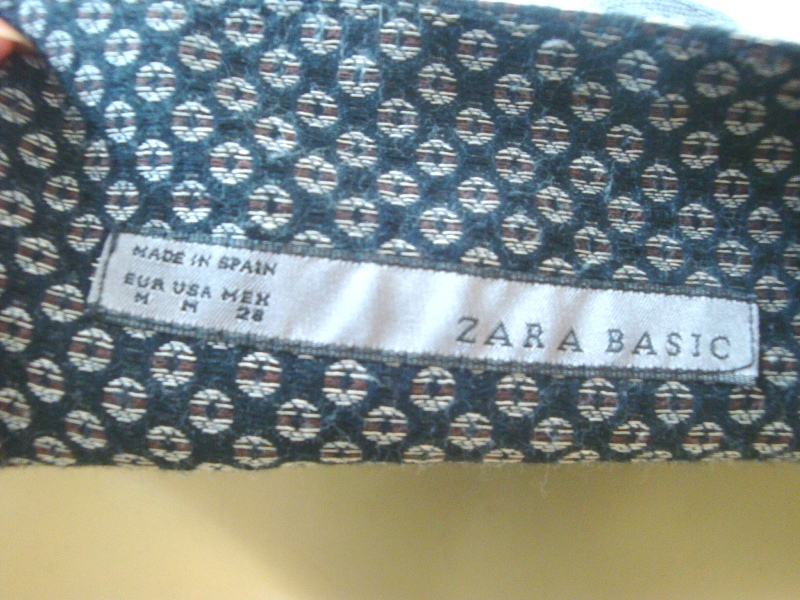 MADE IN SPAIN
EUR USA MEX
M M 28
ZARA BASIC